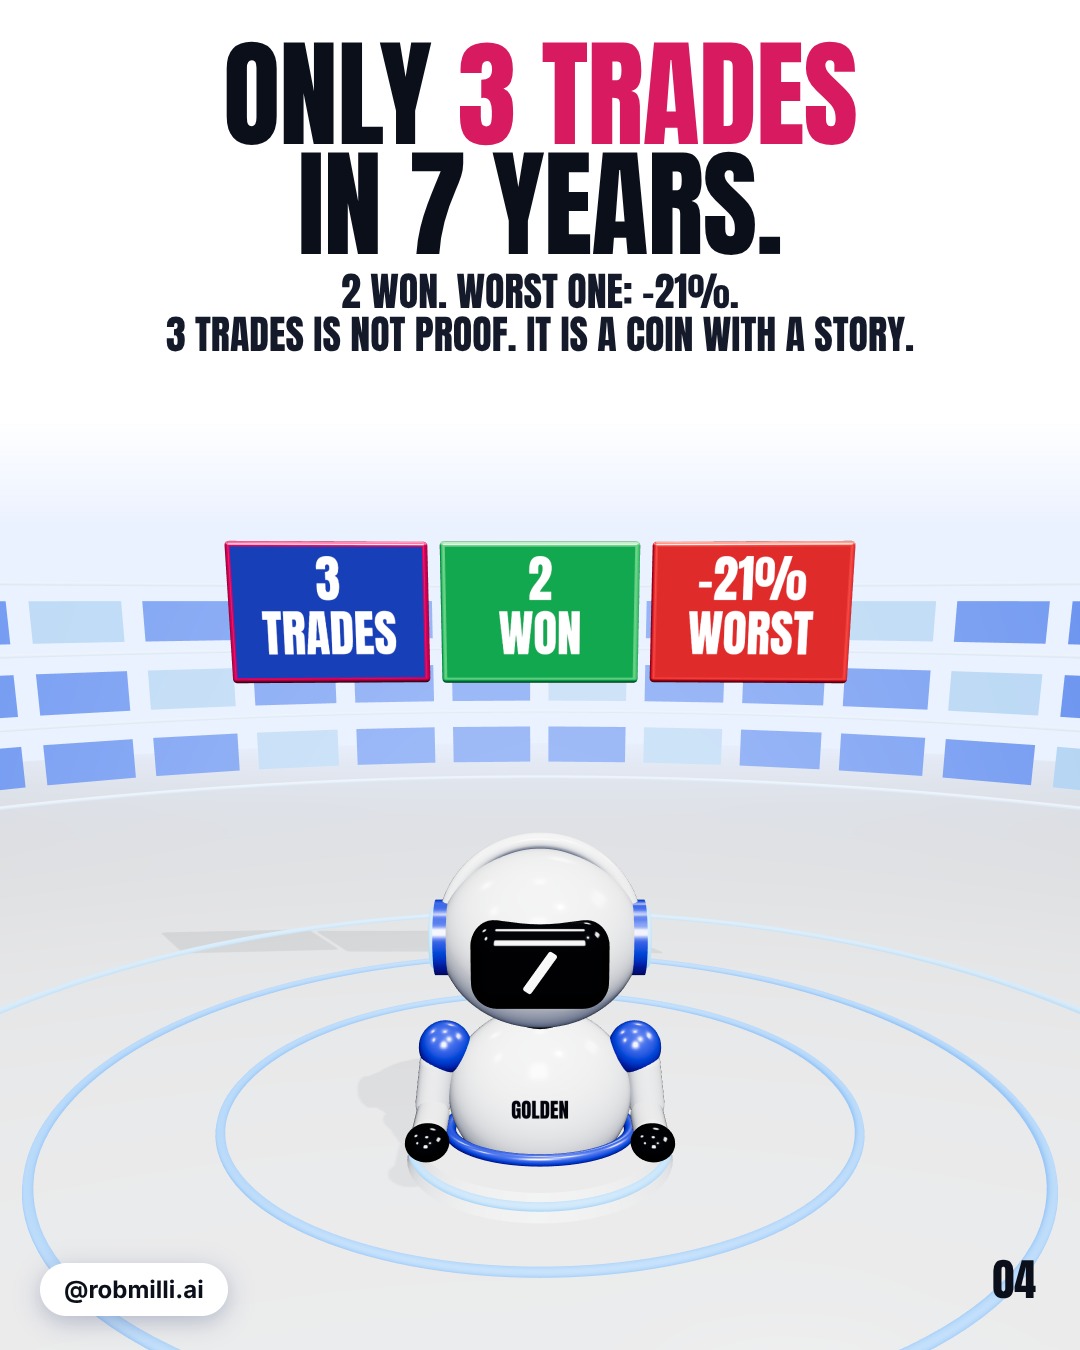 ONLY 3 TRADES
IN 7 YEARS.
2 WON. WORST ONE: -21%.
3 TRADES IS NOT PROOF. IT IS A COIN WITH A STORY.
3
TRADES
2
WON
-21%
WORST
GOLDEN
@robmilli.ai
04